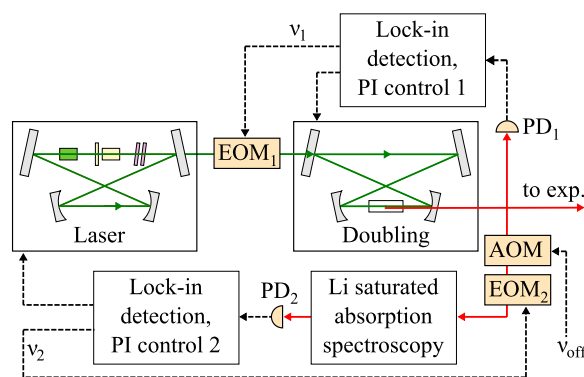 ν1
Lock-in
detection,
PI control 1
PD1
EOM1
to exp.
Laser
Doubling
AOM
EOM2
Lock-in
detection,
PI control 2
PD2
Li saturated
absorption
spectroscopy
ν2
νoff